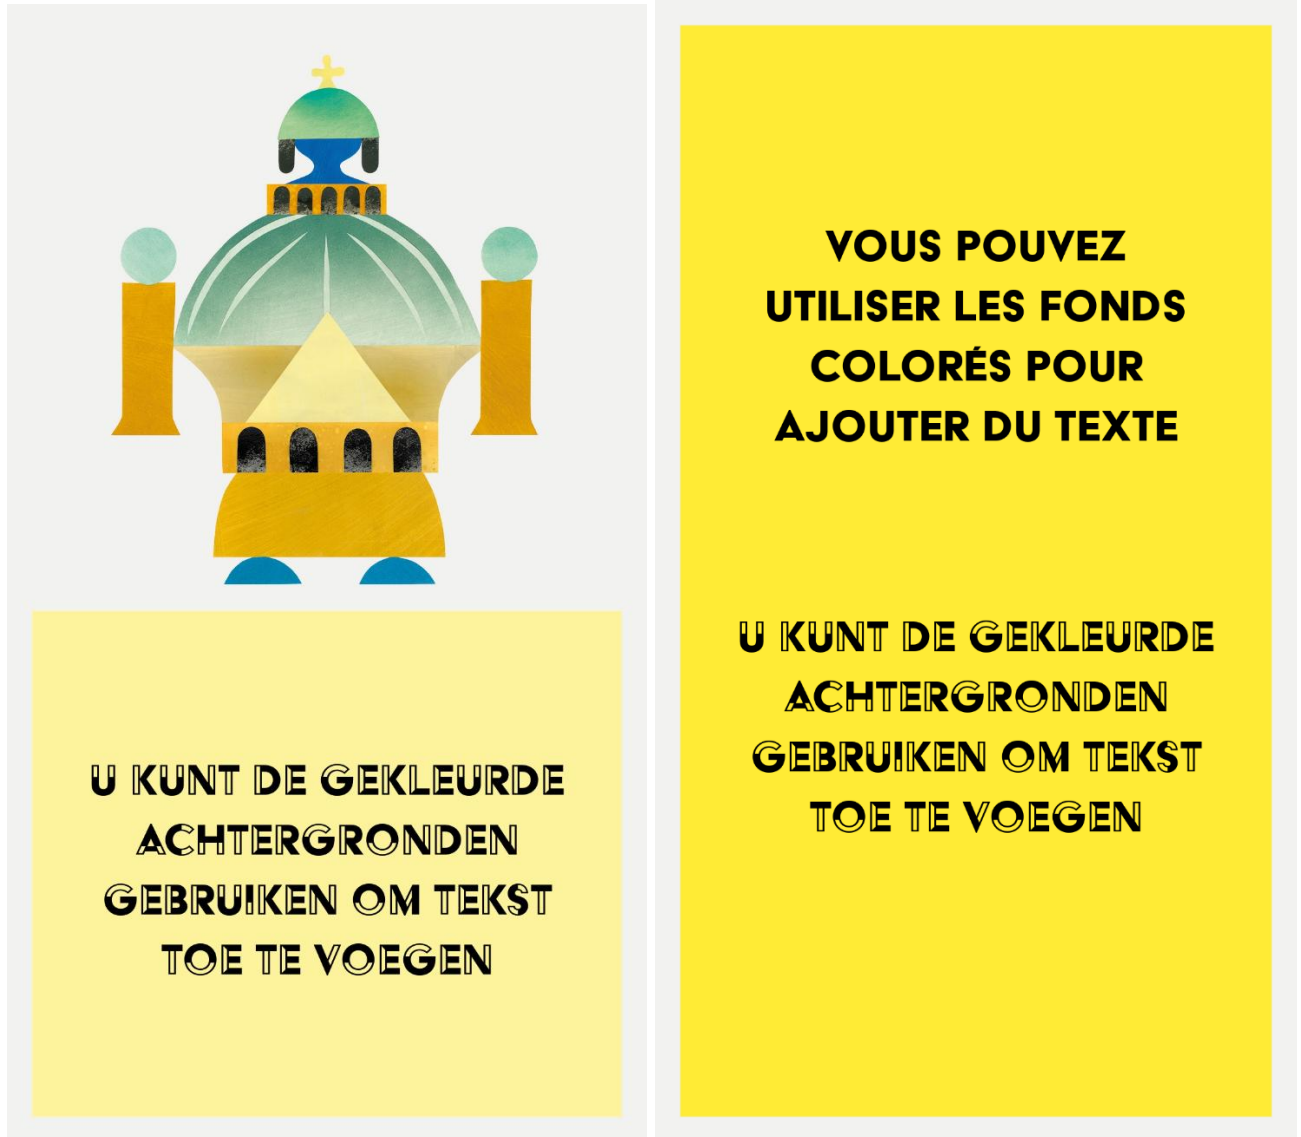 U KUNT DE GEKLEURDE
ACHTERGRONDEN
GEBRUIKEN OM TEKST
TOE TE VOEGEN
VOUS POUVEZ
UTILISER LES FONDS
COLORÉS POUR
AJOUTER DU TEXTE
U KUNT DE GEKLEURDE
ACHTERGRONDEN
GEBRUIKEN OM TEKST
TOE TE VOEGEN